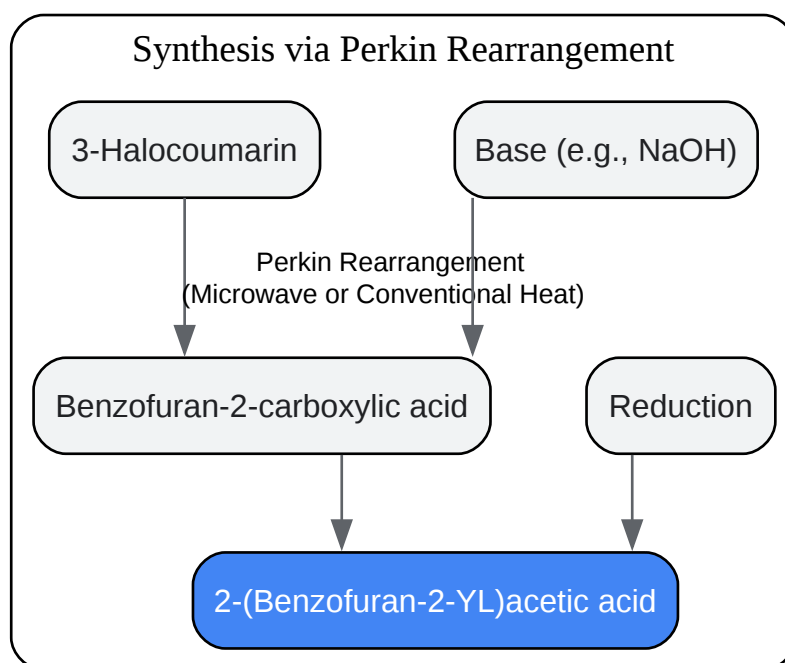 Synthesis via Perkin Rearrangement
3-Halocoumarin
Base (e.g., NaOH)
Perkin Rearrangement
(Microwave or Conventional Heat)
Benzofuran-2-carboxylic acid
Reduction
2-(Benzofuran-2-YL)acetic acid